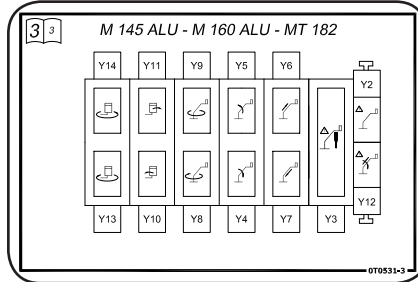 3 3
M 145 ALU - M 160 ALU - MT 182
Y14 Y11 Y9 Y5 Y6
Y2
Y13 Y10 Y8 Y4 Y7 Y3
Y12
0T0531-3